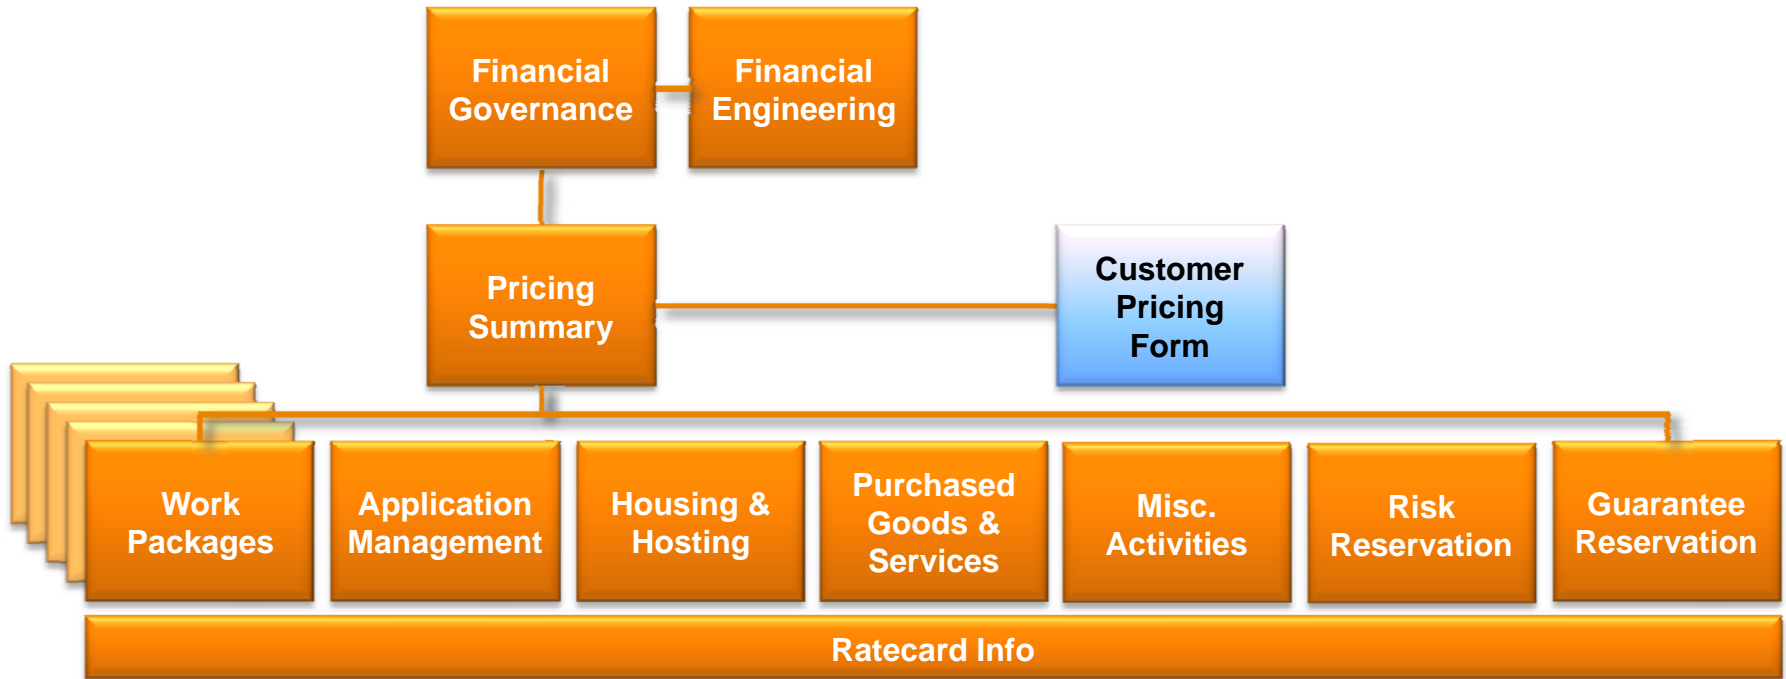 Financial
Governance
Financial
Engineering
Pricing
Summary
Customer
Pricing
Form
Work
Packages
Application
Management
Housing &
Hosting
Purchased
Goods &
Services
Misc.
Activities
Risk
Reservation
Guarantee
Reservation
Ratecard Info